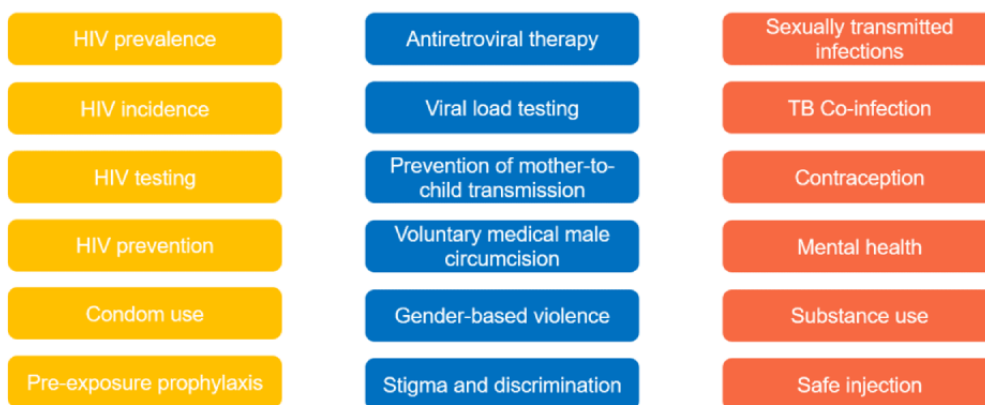 HIV prevalence
HIV incidence
HIV testing
HIV prevention
Condom use
Pre-exposure prophylaxis
Antiretroviral therapy
Viral load testing
Prevention of mother-to-
child transmission
Voluntary medical male
circumcision
Gender-based violence
Stigma and discrimination
Sexually transmitted
infections
TB Co-infection
Contraception
Mental health
Substance use
Safe injection